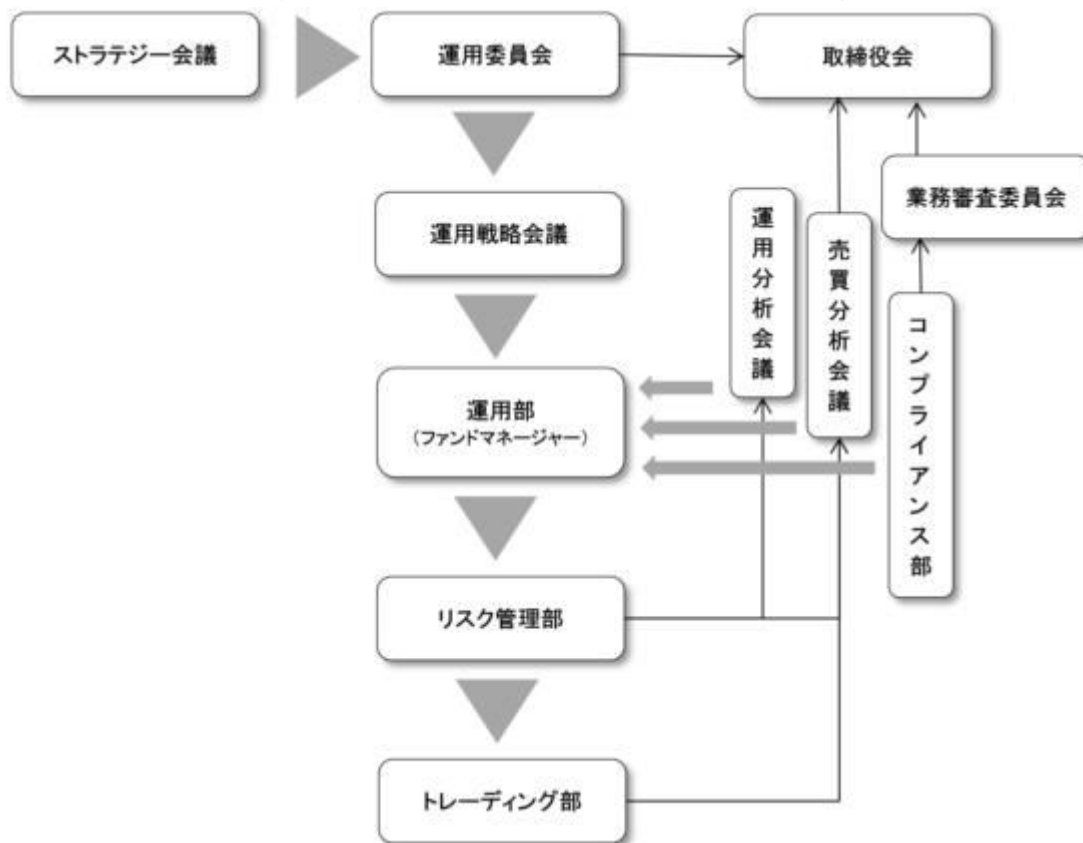 ストラテジー会議
運用委員会
取締役会
業務審査委員会
運用戦略会議
運用分析会議
売買分析会議
コンプライアンス部
運用部
（ファンドマネージャー）
リスク管理部
トレーディング部